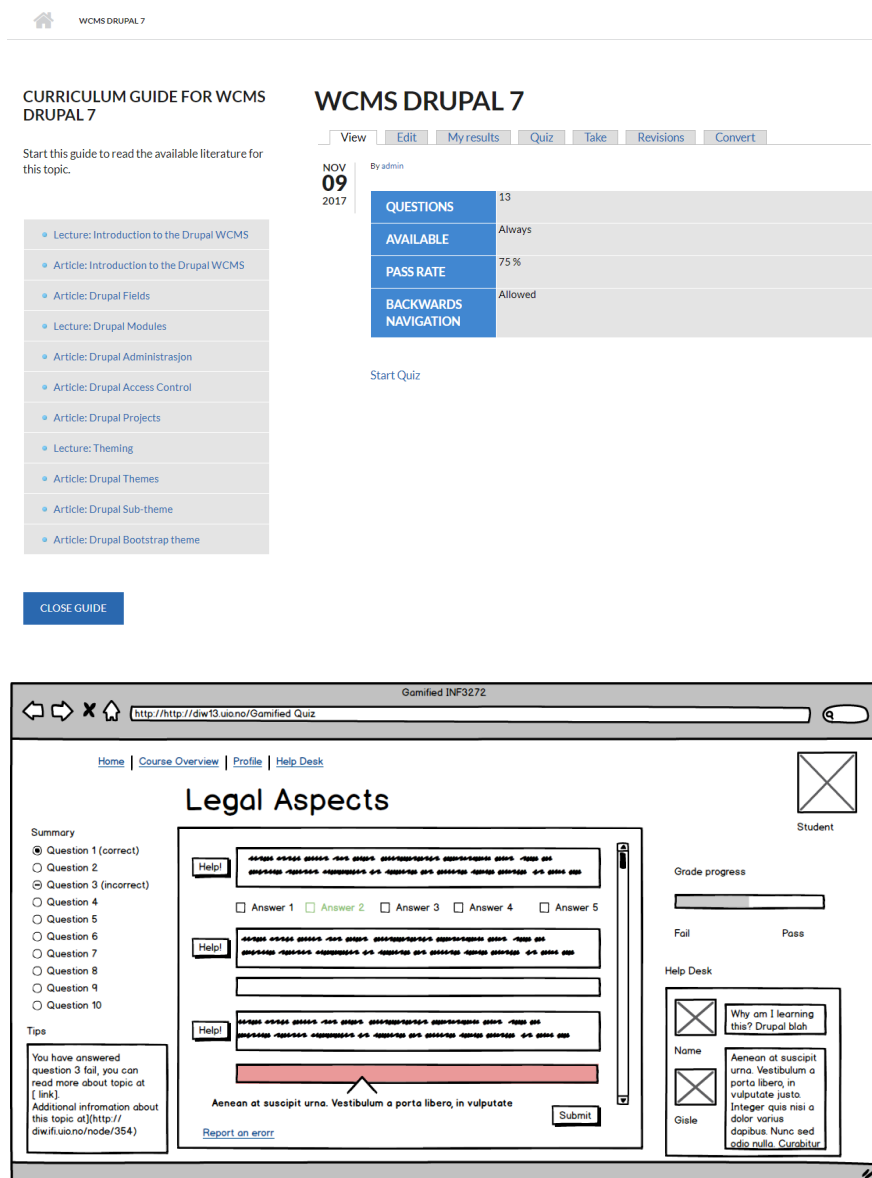 WCMS DRUPAL 7
CURRICULUM GUIDE FOR WCMS
DRUPAL 7
Start this guide to read the available literature for
this topic.
Lecture: Introduction to the Drupal WCMS
Article: Introduction to the Drupal WCMS
Article: Drupal Fields
Lecture: Drupal Modules
Article: Drupal Administrasjon
Article: Drupal Access Control
Article: Drupal Projects
Lecture: Theming
Article: Drupal Themes
Article: Drupal Sub-theme
Article: Drupal Bootstrap theme
CLOSE GUIDE
WCMS DRUPAL 7
View Edit My results Quiz Take Revisions Convert
NOV
09
2017
By admin
QUESTIONS 13
AVAILABLE Always
PASS RATE 75 %
BACKWARDS
NAVIGATION Allowed
Start Quiz
Gamified INF3272
http://http://diw13.uio.no/Gamified Quiz
Home Course Overview Profile Help Desk
Legal Aspects
Student
Summary
Question 1 (correct)
Question 2
Question 3 (incorrect)
Question 4
Question 5
Question 6
Question 7
Question 8
Question 9
Question 10
Tips
You have answered
question 3 fail, you can
read more about topic at
[ link].
Additional infromation about
this topic at](http://
diw.ifi.uio.no/node/354)
Help!
Answer 1 Answer 2 Answer 3 Answer 4 Answer 5
Help!
Help!
Aenean at suscipit urna. Vestibulum a porta libero, in vulputate
Submit
Report an erorr
Grade progress
Fail Pass
Help Desk
Why am I learning
this? Drupal blah
Name
Aenean at suscipit
urna. Vestibulum a
porta libero, in
vulputate justo.
Integer quis nisi a
dolor varius
dapibus. Nunc sed
odio nulla. Curabitur
Gisle